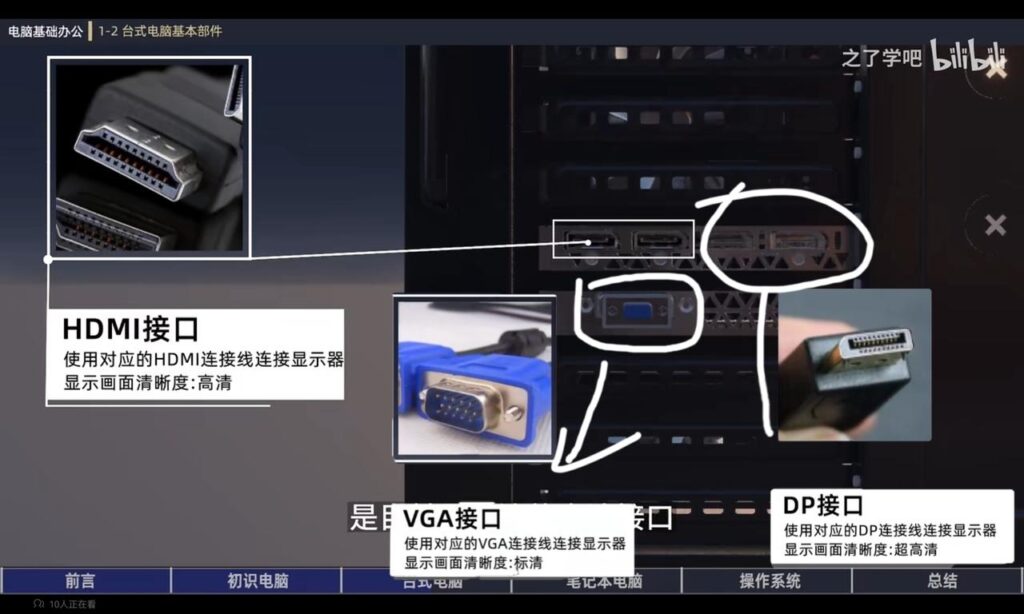 电脑基础办公 1-2 台式电脑基本部件
之了学吧 bilibili
HDMI接口
使用对应的HDMI连接线连接显示器
显示画面清晰度:高清
VGA接口
使用对应的VGA连接线连接显示器
显示画面清晰度:标清
DP接口
使用对应的DP连接线连接显示器
显示画面清晰度:超高清
是 接口
前言 初识电脑 台式电脑 笔记本电脑 操作系统 总结
10人正在看